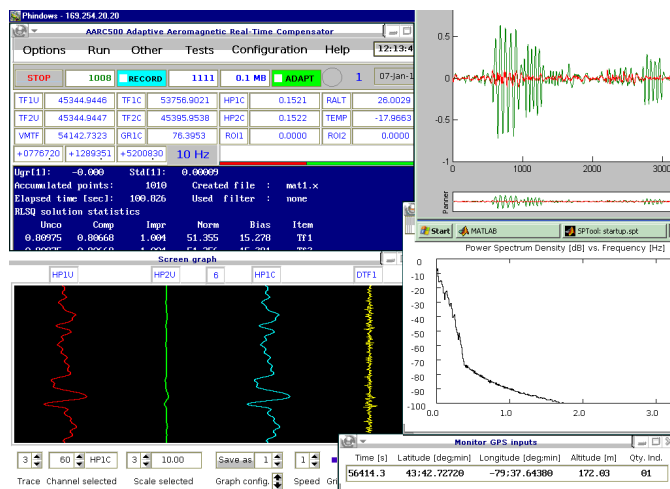 Phindows - 169.254.20.20
AARC500 Adaptive Aeromagnetic Real-Time Compensator
Options Run Other Tests Configuration Help 12:13:4
STOP 1008 RECORD 1111 0.1 MB ADAPT 1 07-jan-1
TF1U 45344.9446 TF1C 53756.9021 HP1C 0.1521 RALT 26.0029
TF2U 45344.9447 TF2C 45395.9538 HP2C 0.1522 TEMP -17.9663
VMTF 54142.7323 GR1C 76.3953 ROI1 0.0000 ROI2 0.0000
+0776720 +1289351 +5200830 10 Hz
Ugr[1]: -0.000 Std[1]: 0.00009
Accumulated points: 1010 Created file : mat1.x
Elapsed time [sec]: 100.826 Used filter : none
RLSQ solution statistics
Unco Comp Impr Norm Bias Item
0.80975 0.80668 1.004 51.355 15.278 Tf1
Screen graph
HP1U HP2U 6 HP1C DTF1
3 60 HP1C 3 10.00 Save as 1 1
Trace Channel selected Scale selected Graph config. Speed Gri
0.5
0
-0.5
-1
0 1000 2000 3000
Panner
Start MATLAB SPTool: startup.spt
Power Spectrum Density [dB] vs. Frequency [Hz]
0
-10
-20
-30
-40
-50
-60
-70
-80
-90
-100
0.0 1.0 2.0 3.
Monitor GPS inputs
Time [s] Latitude [deg;min] Longitude [deg;min] Altitude [m] Qty. Ind.
56414.3 43;42.72720 -79;37.64380 172.03 01